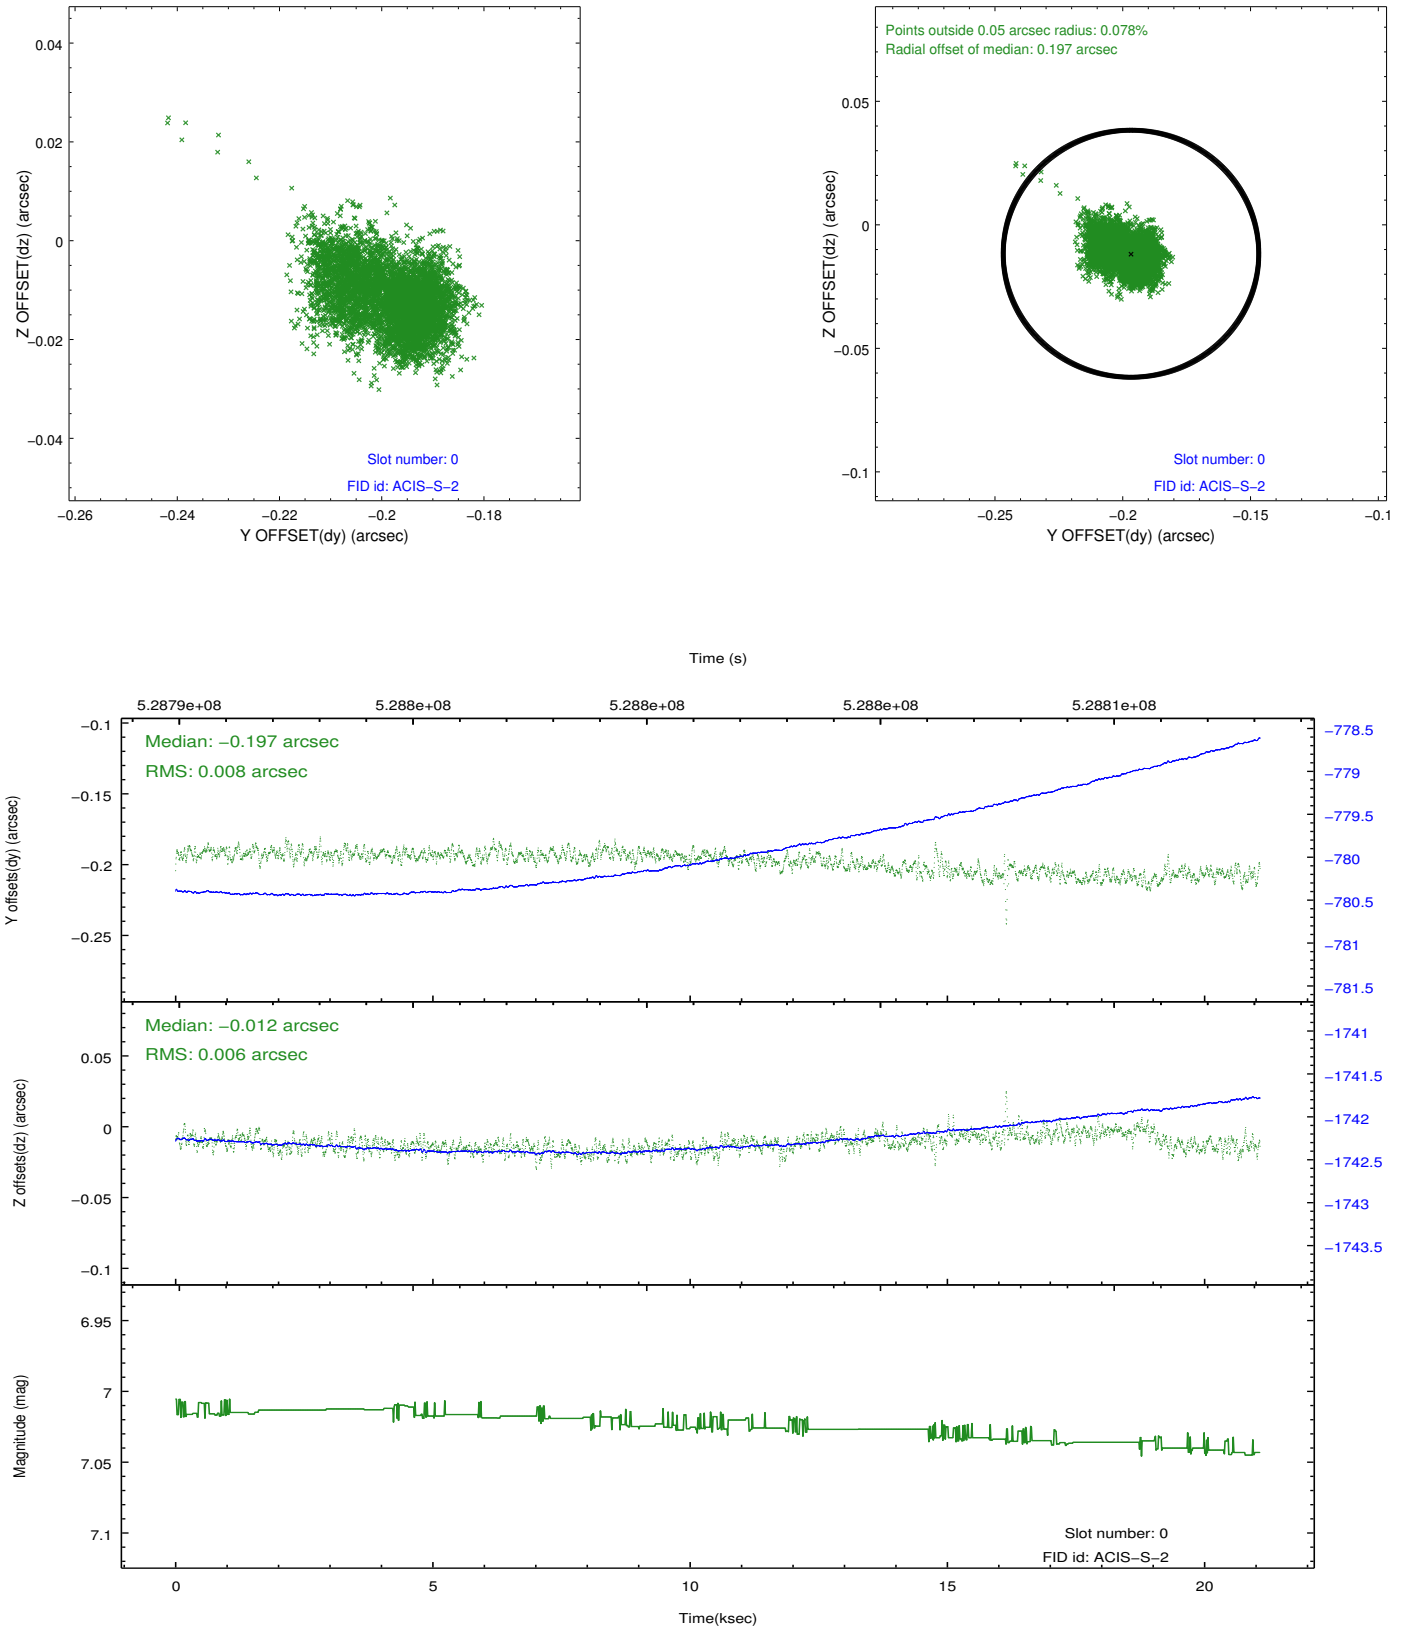 0.04
0.02
0
−0.02
−0.04
Z OFFSET(dz) (arcsec)
Slot number: 0
FID id: ACIS−S−2
−0.26 −0.24 −0.22 −0.2 −0.18
Y OFFSET(dy) (arcsec)
Points outside 0.05 arcsec radius: 0.078%
Radial offset of median: 0.197 arcsec
0.05
0
−0.05
−0.1
Z OFFSET(dz) (arcsec)
Slot number: 0
FID id: ACIS−S−2
−0.25 −0.2 −0.15 −0.1
Y OFFSET(dy) (arcsec)
Time (s)
5.2879e+08 5.288e+08 5.288e+08 5.288e+08 5.2881e+08
Median: −0.197 arcsec
RMS: 0.008 arcsec
−0.1
−0.15
−0.2
−0.25
Y offsets(dy) (arcsec)
−778.5
−779
−779.5
−780
−780.5
−781
−781.5
Median: −0.012 arcsec
RMS: 0.006 arcsec
0.05
0
−0.05
−0.1
Z offsets(dz) (arcsec)
−1741
−1741.5
−1742
−1742.5
−1743
−1743.5
6.95
7
7.05
7.1
Magnitude (mag)
Slot number: 0
FID id: ACIS−S−2
0 5 10 15 20
Time(ksec)